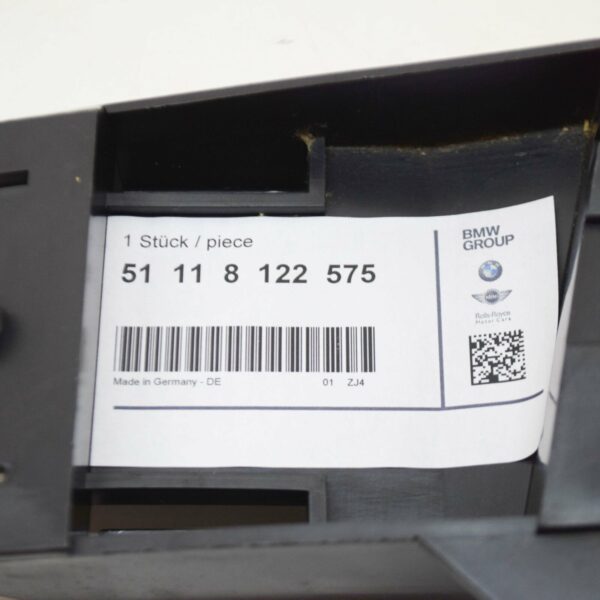 1 Stück / piece
51 11 8 122 575
Made in Germany - DE 01 ZJ4
BMW
GROUP
Rolls-Royce
Motor Cars